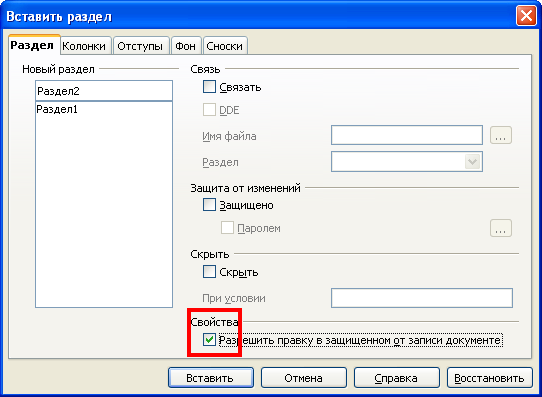 Вставить раздел
Раздел Колонки Отступы Фон Сноски
Новый раздел
Раздел2
Раздел1
Связь
Связать
DDE
Имя файла
...
Раздел
Защита от изменений
Защищено
Паролем
...
Скрыть
Скрыть
При условии
Свойства
Разрешить правку в защищенном от записи документе
Вставить Отмена Справка Восстановить